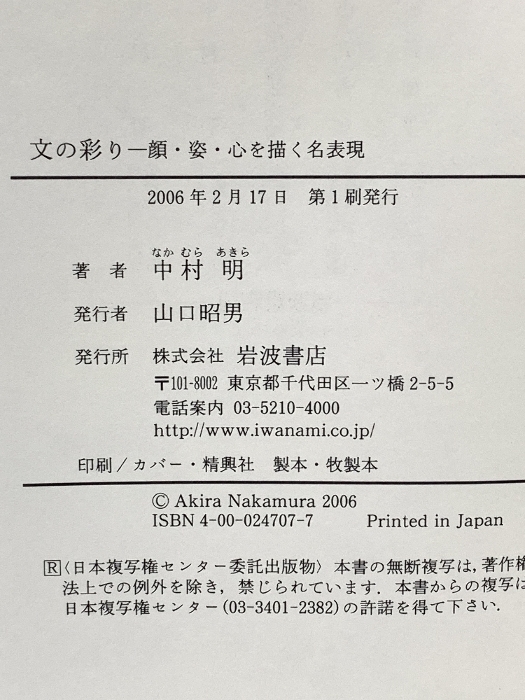 文の彩り―顔・姿・心を描く名表現
2006年2月17日　第1刷発行
なか むら　あきら
著　者　中村　明
発行者　山口昭男
発行所　株式会社 岩波書店
〒101-8002 東京都千代田区一ツ橋2-5-5
電話案内 03-5210-4000
http://www.iwanami.co.jp/
印刷/カバー・精興社　製本・牧製本
© Akira Nakamura 2006
ISBN 4-00-024707-7　Printed in Japan
Ⓡ〈日本複写権センター委託出版物〉本書の無断複写は,著作権
法上での例外を除き，禁じられています．本書からの複写は
日本複写権センター(03-3401-2382)の許諾を得て下さい．